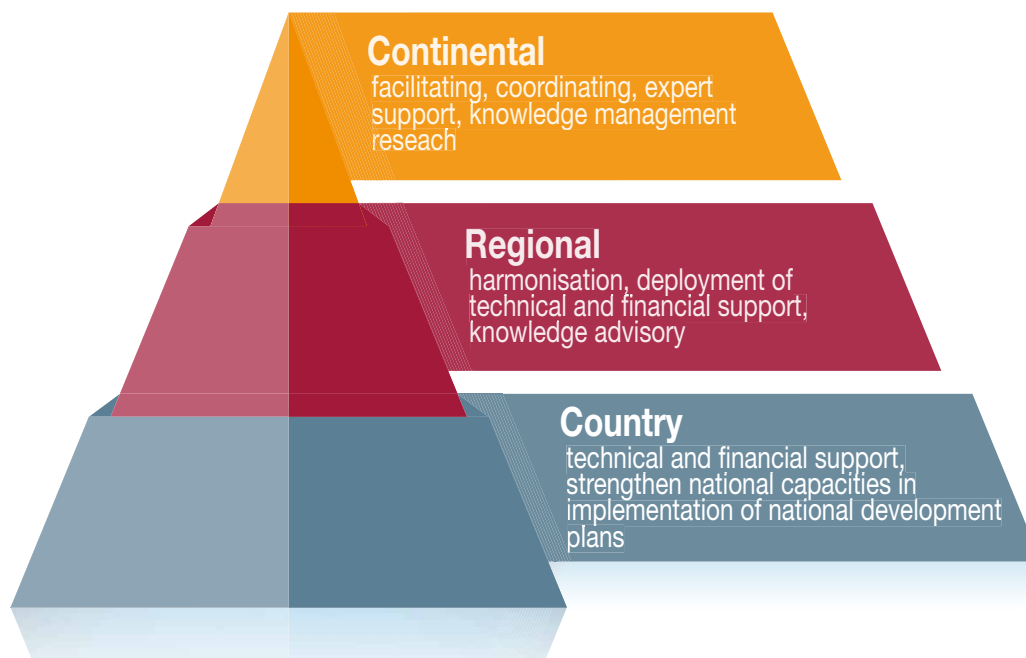 Continental
facilitating, coordinating, expert
support, knowledge management
reseach
Regional
harmonisation, deployment of
technical and financial support,
knowledge advisory
Country
technical and financial support,
strengthen national capacities in
implementation of national development
plans